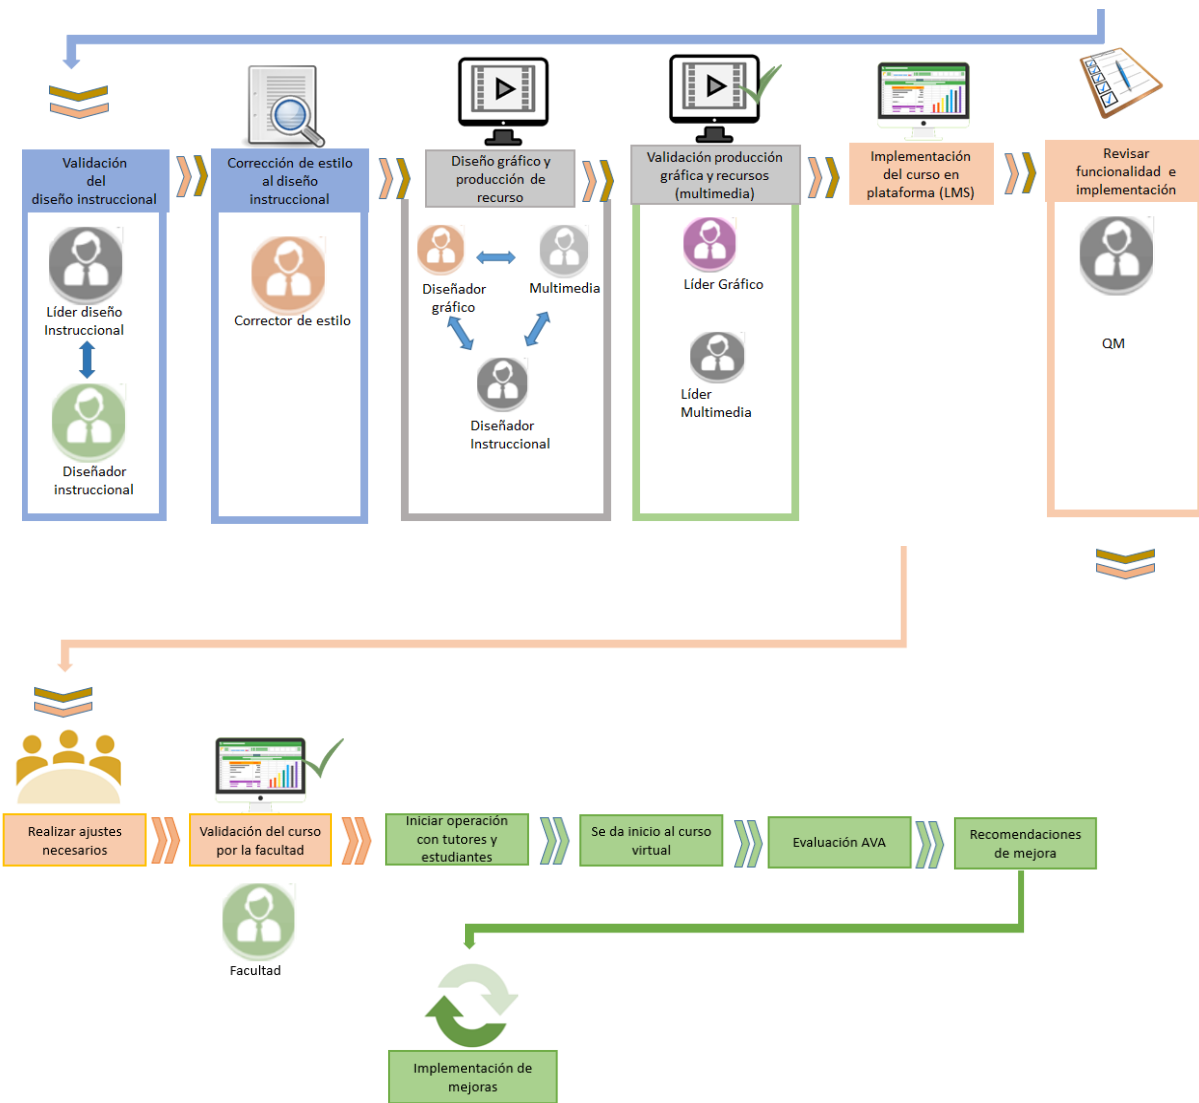 Validación
del
diseño instruccional
Corrección de estilo
al diseño
instruccional
Diseño gráfico y
producción de
recurso
Validación producción
gráfica y recursos
(multimedia)
Implementación
del curso en
plataforma (LMS)
Revisar
funcionalidad e
implementación
Líder diseño
Instruccional
Diseñador
instruccional
Corrector de estilo
Diseñador
gráfico
Multimedia
Diseñador
Instruccional
Líder Gráfico
Líder
Multimedia
QM
Realizar ajustes
necesarios
Validación del curso
por la facultad
Iniciar operación
con tutores y
estudiantes
Se da inicio al curso
virtual
Evaluación AVA
Recomendaciones
de mejora
Facultad
Implementación de
mejoras